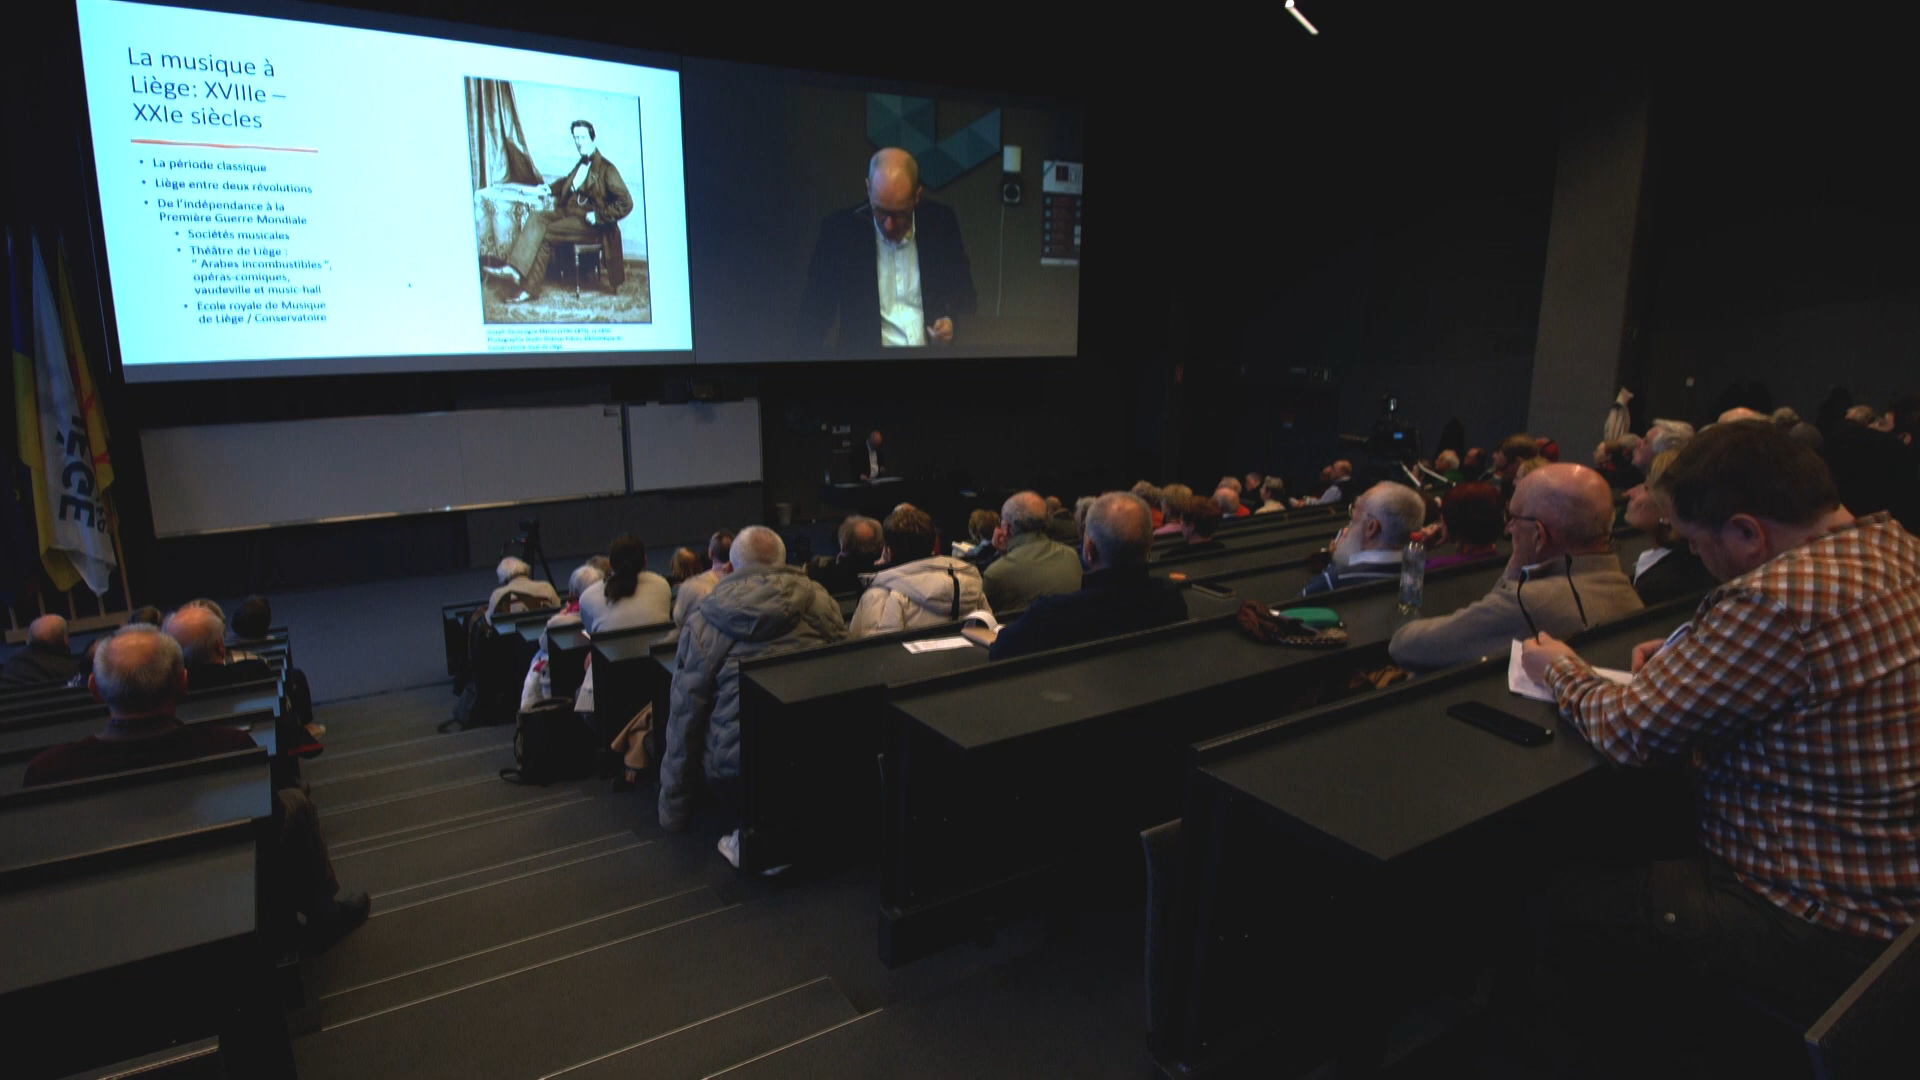 La musique à
Liège: XVIIIe –
XXIe siècles
• La période classique
• Liège entre deux révolutions
• De l'indépendance à la
Première Guerre Mondiale
• Sociétés musicales
• Théâtre de Liège :
" Arabes incombustibles ",
opéras-comiques,
vaudeville et music-hall
• Ecole royale de Musique
de Liège / Conservatoire